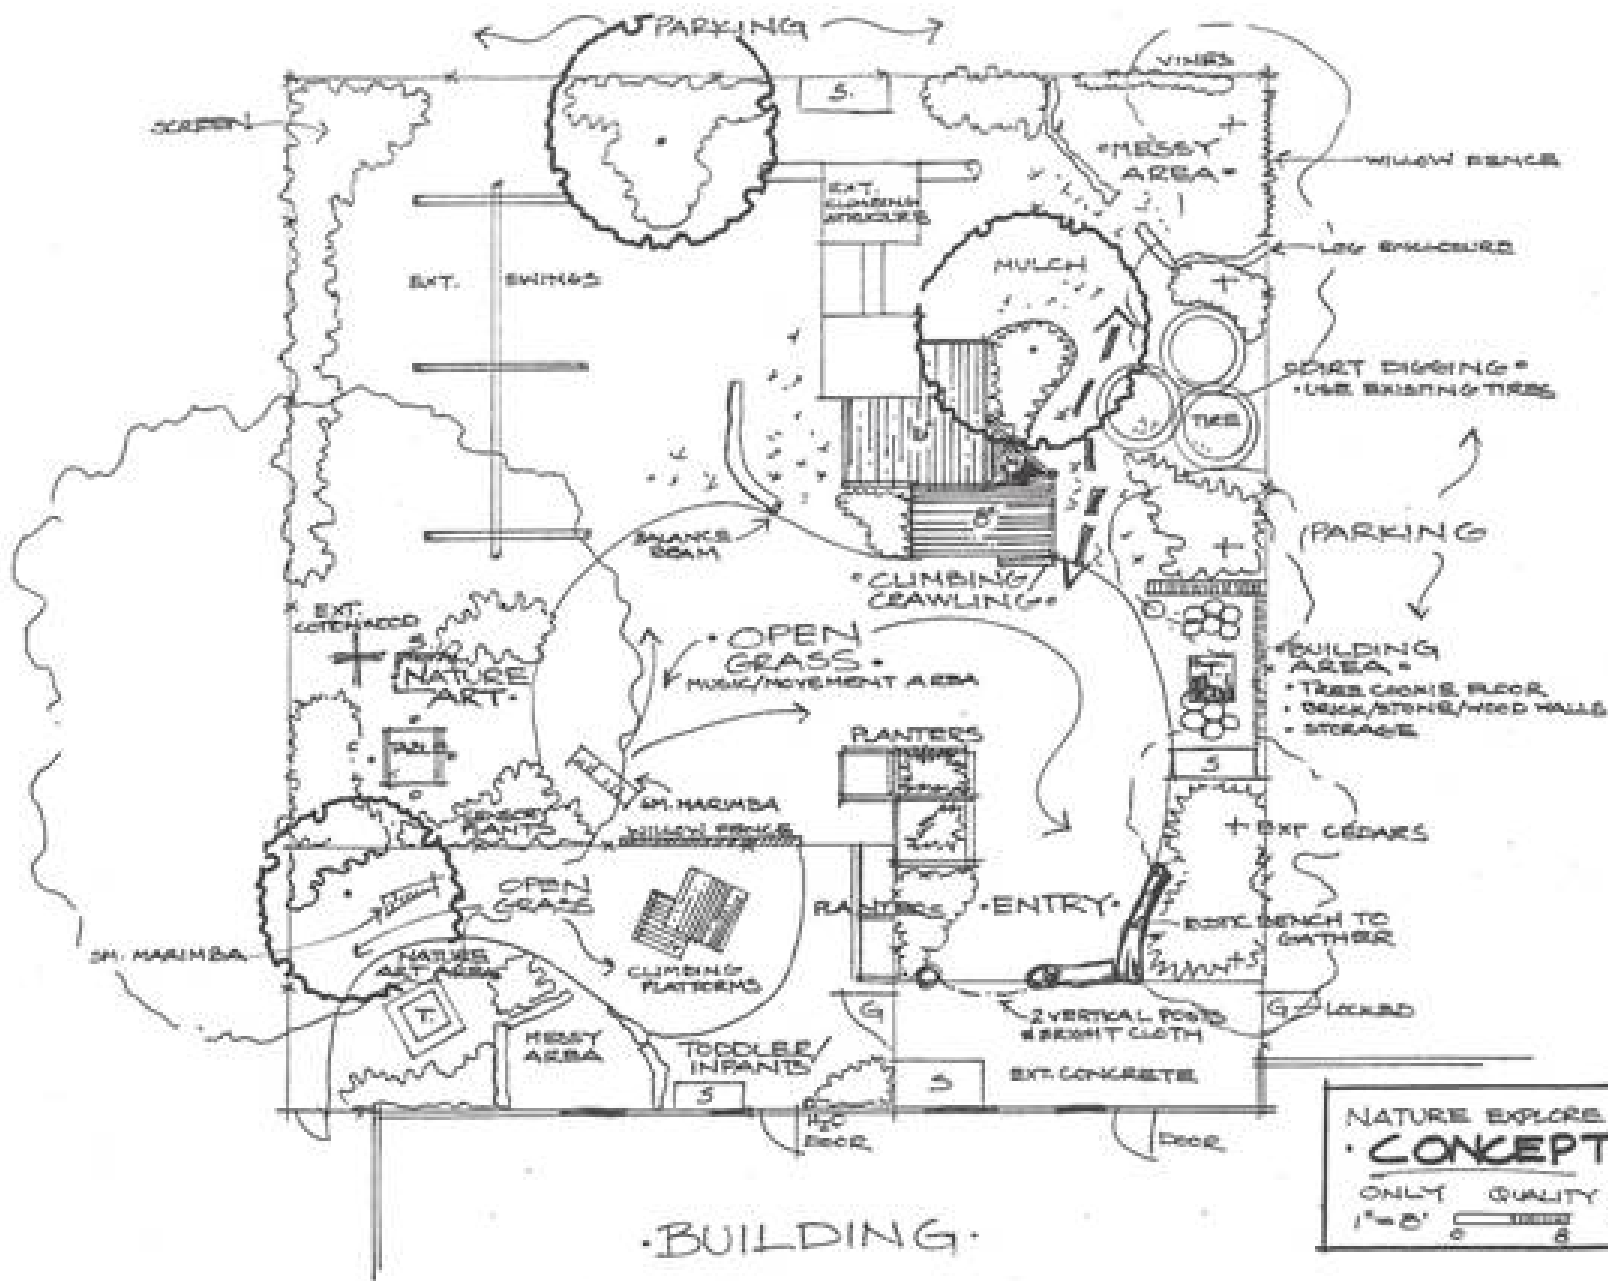 PARKING
VINES
S.
SCREEN
• MESSY
AREA •
WILLOW FENCE
EXT.
CLIMBING
STRUCTURE
LOG ENCLOSURE
MULCH
EXT. SWINGS
DIRT DIGGING •
• USE EXISTING TIRES
TIRE
BALANCE
BEAM
PARKING
• CLIMBING
CRAWLING •
EXT.
COTTONWOOD
S
• OPEN
GRASS •
MUSIC/MOVEMENT AREA
• BUILDING
AREA •
• TREE COOKIE FLOOR
• BRICK/STONE/WOOD WALLS
• STORAGE
NATURE
ART •
TABLE
PLANTERS
S
SM. MARIMBA
WILLOW FENCE
SENSORY
PLANTS
EXT CEDARS
OPEN
GRASS
PLANTERS
• ENTRY •
BENCH TO
GATHER
SM. MARIMBA
NATURE
ART AREA
CLIMBING
PLATFORMS
T.
G
2 VERTICAL POSTS
BRIGHT CLOTH
G
LOCKED
MESSY
AREA
TODDLER/
INFANTS
S
S
EXT. CONCRETE
H2O
DOOR
DOOR
NATURE EXPLORE
• CONCEPT
ONLY QUALITY
1"=8'
0 8
• BUILDING •